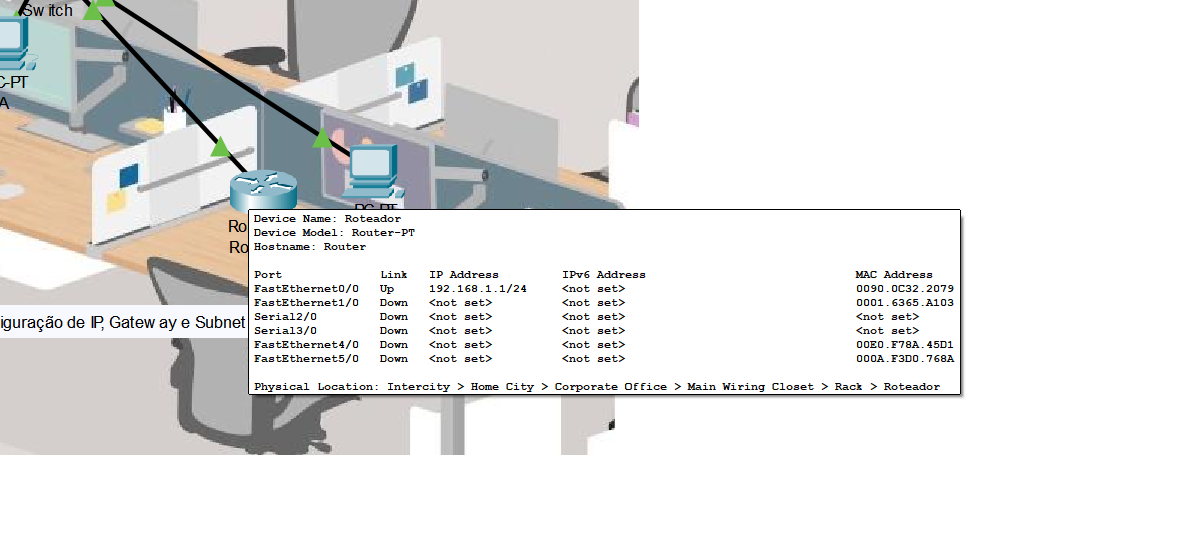 Switch
C-PT
A
PC-PT
Ro
Ro
Device Name: Roteador
Device Model: Router-PT
Hostname: Router
Port Link IP Address IPv6 Address MAC Address
FastEthernet0/0 Up 192.168.1.1/24 <not set> 0090.0C32.2079
FastEthernet1/0 Down <not set> <not set> 0001.6365.A103
Serial2/0 Down <not set> <not set> <not set>
Serial3/0 Down <not set> <not set> <not set>
FastEthernet4/0 Down <not set> <not set> 00E0.F78A.45D1
FastEthernet5/0 Down <not set> <not set> 000A.F3D0.768A
Physical Location: Intercity > Home City > Corporate Office > Main Wiring Closet > Rack > Roteador
iguração de IP, Gateway e Subnet